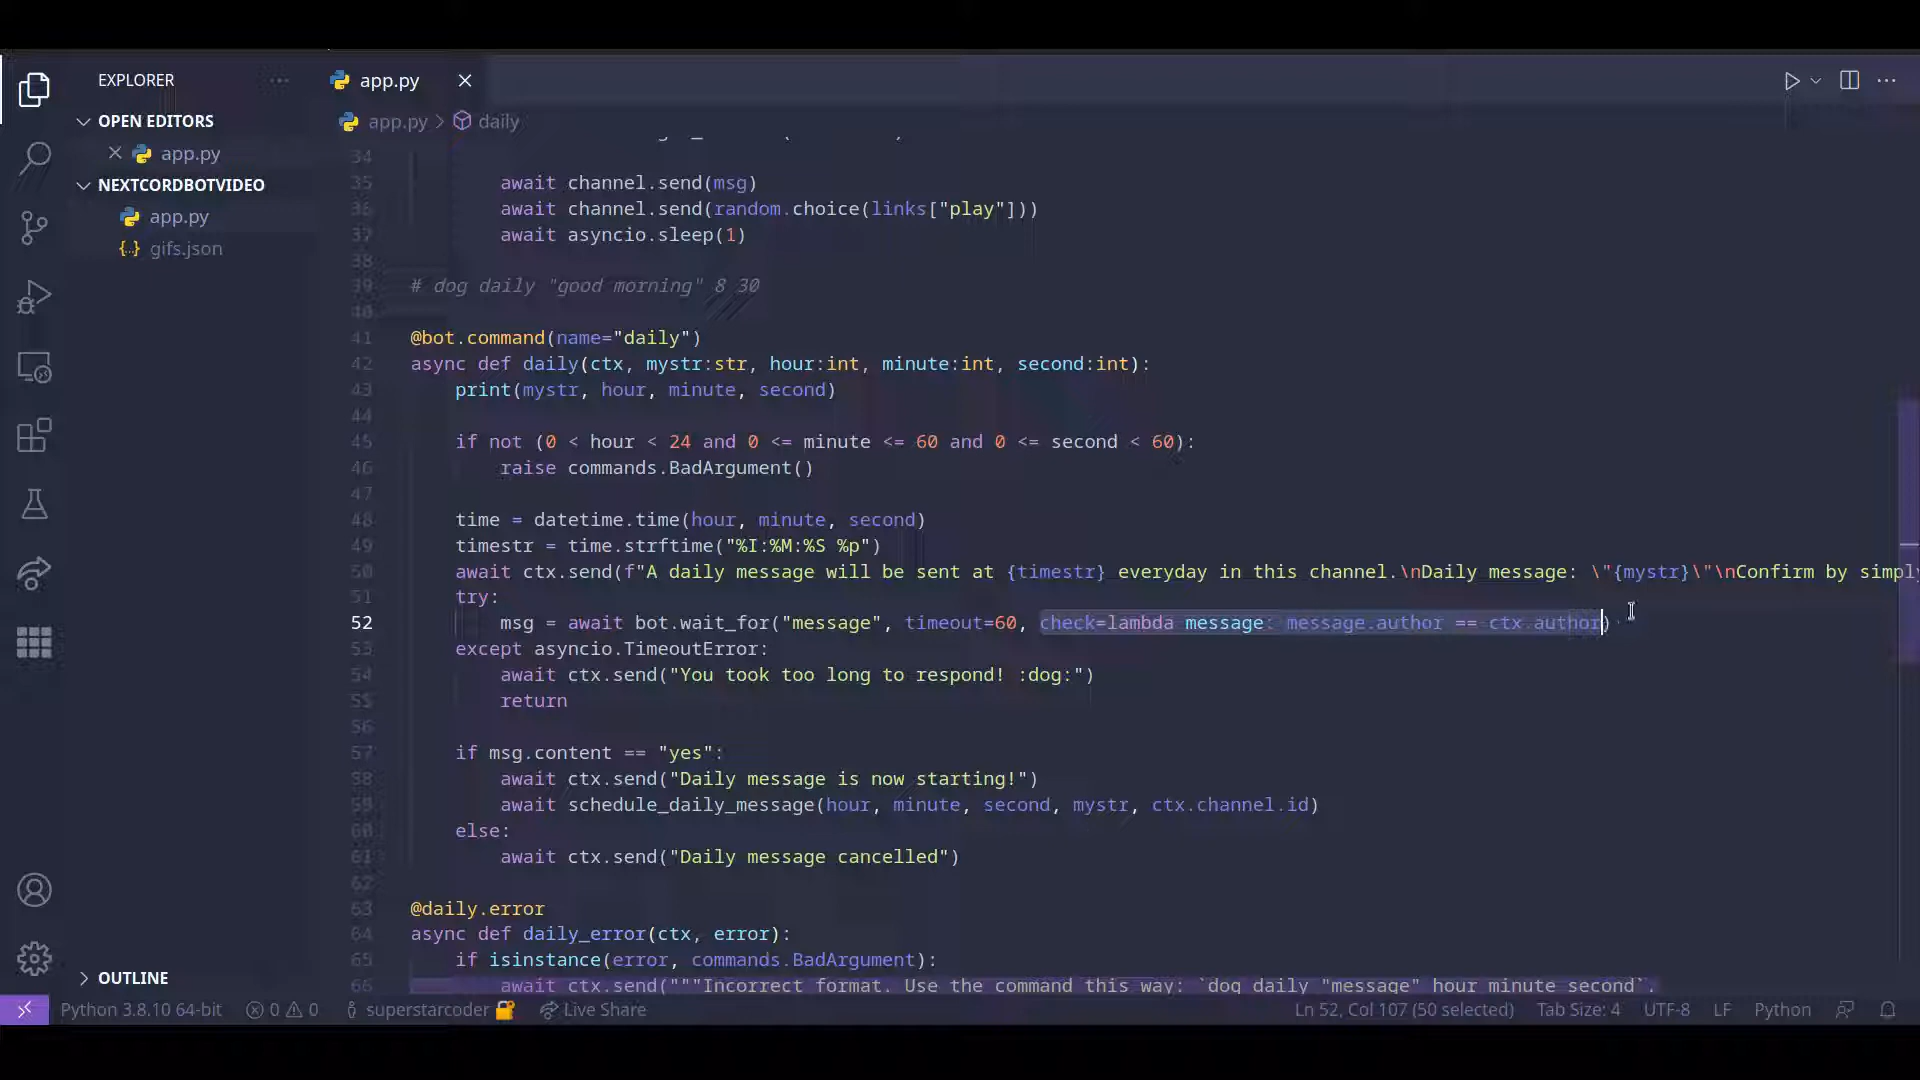 EXPLORER
app.py
app.py > daily
OPEN EDITORS
app.py
NEXTCORDBOTVIDEO
app.py
gifs.json
34
35 await channel.send(msg)
36 await channel.send(random.choice(links["play"]))
37 await asyncio.sleep(1)
38
39 # dog daily "good morning" 8 30
40
41 @bot.command(name="daily")
42 async def daily(ctx, mystr:str, hour:int, minute:int, second:int):
43 print(mystr, hour, minute, second)
44
45 if not (0 < hour < 24 and 0 <= minute <= 60 and 0 <= second < 60):
46 raise commands.BadArgument()
47
48 time = datetime.time(hour, minute, second)
49 timestr = time.strftime("%I:%M:%S %p")
50 await ctx.send(f"A daily message will be sent at {timestr} everyday in this channel.\nDaily message: \"{mystr}\"\nConfirm by simply
51 try:
52 msg = await bot.wait_for("message", timeout=60, check=lambda message: message.author == ctx.author)
53 except asyncio.TimeoutError:
54 await ctx.send("You took too long to respond! :dog:")
55 return
56
57 if msg.content == "yes":
58 await ctx.send("Daily message is now starting!")
59 await schedule_daily_message(hour, minute, second, mystr, ctx.channel.id)
60 else:
61 await ctx.send("Daily message cancelled")
62
63 @daily.error
64 async def daily_error(ctx, error):
65 if isinstance(error, commands.BadArgument):
66 await ctx.send("""Incorrect format. Use the command this way: `dog daily "message" hour minute second`.
OUTLINE
Python 3.8.10 64-bit 0 0 superstarcoder Live Share Ln 52, Col 107 (50 selected) Tab Size: 4 UTF-8 LF Python